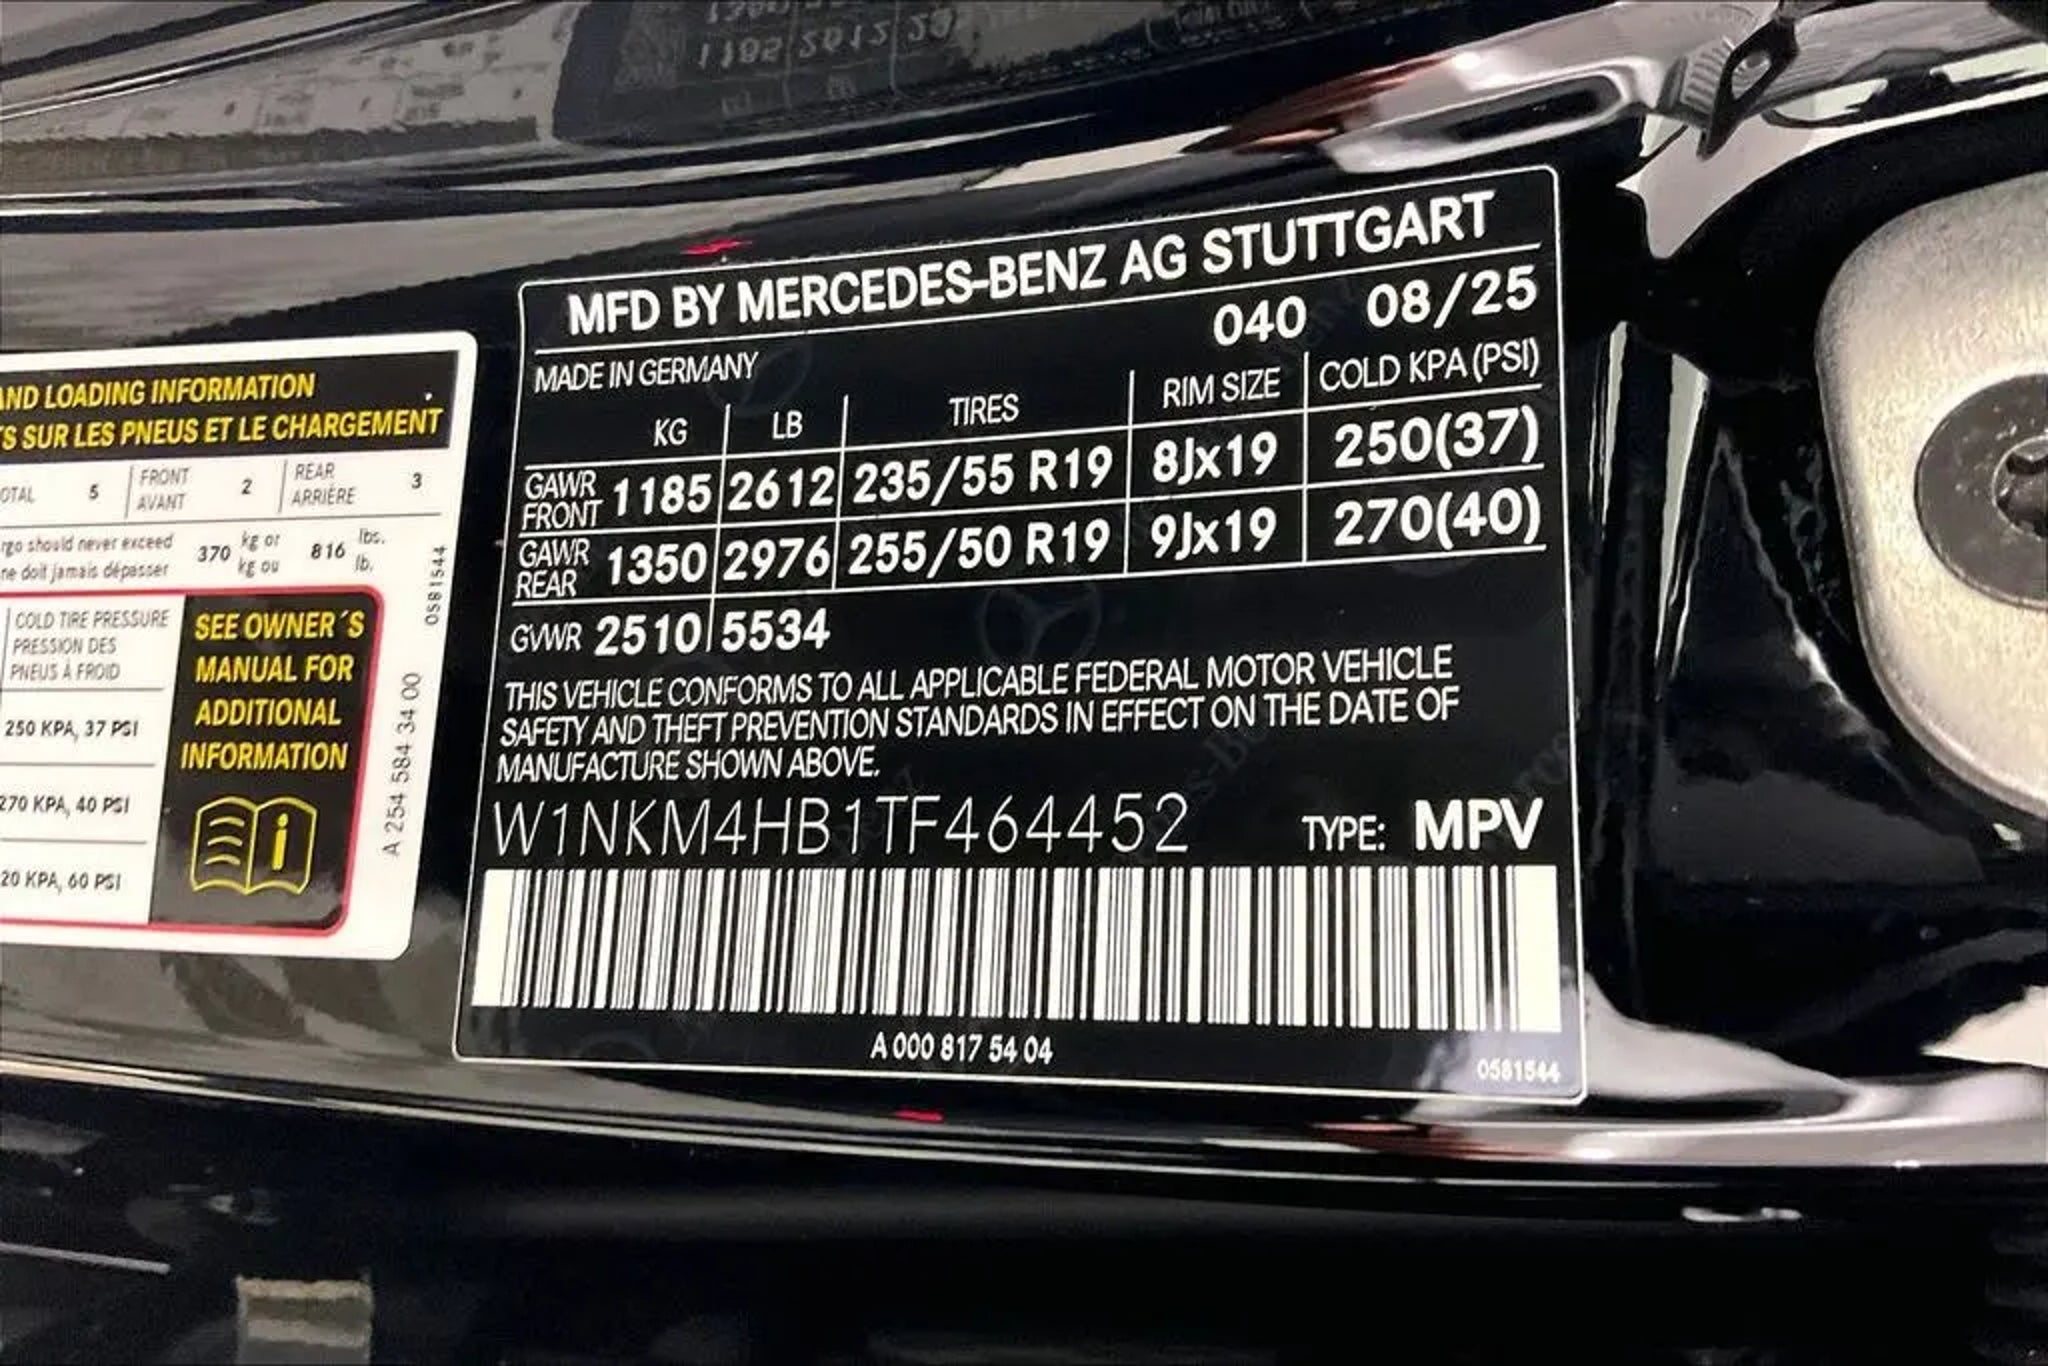 AND LOADING INFORMATION
TS SUR LES PNEUS ET LE CHARGEMENT
OTAL 5 FRONT AVANT 2 REAR ARRIÈRE 3
rgo should never exceed 370 kg or 816 lbs.
ne doit jamais dépasser kg ou lb.
COLD TIRE PRESSURE
PRESSION DES
PNEUS À FROID
250 KPA, 37 PSI
270 KPA, 40 PSI
20 KPA, 60 PSI
SEE OWNER´S
MANUAL FOR
ADDITIONAL
INFORMATION
0581544
A 254 584 34 00
MFD BY MERCEDES-BENZ AG STUTTGART
040 08/25
MADE IN GERMANY
KG LB TIRES RIM SIZE COLD KPA (PSI)
GAWR FRONT 1185 2612 235/55 R19 8Jx19 250(37)
GAWR REAR 1350 2976 255/50 R19 9Jx19 270(40)
GVWR 2510 5534
THIS VEHICLE CONFORMS TO ALL APPLICABLE FEDERAL MOTOR VEHICLE
SAFETY AND THEFT PREVENTION STANDARDS IN EFFECT ON THE DATE OF
MANUFACTURE SHOWN ABOVE.
W1NKM4HB1TF464452 TYPE: MPV
A 000 817 54 04
0581544